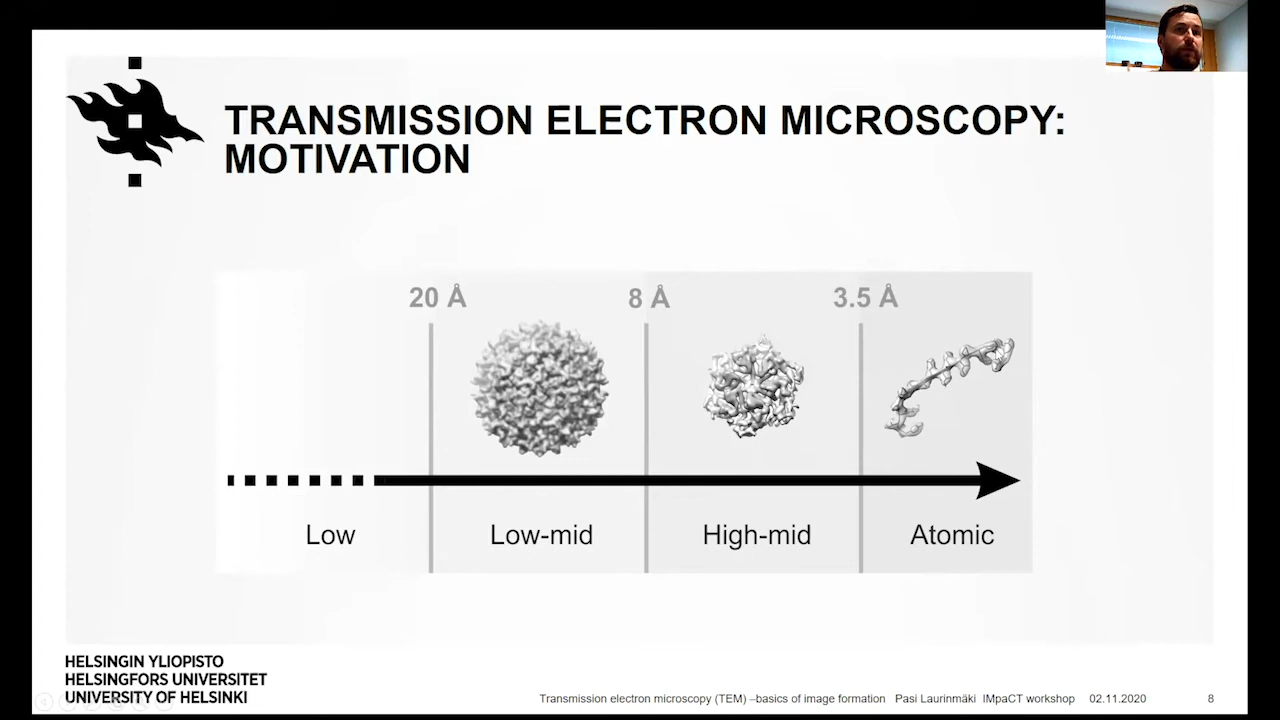 TRANSMISSION ELECTRON MICROSCOPY:
MOTIVATION
20 Å
8 Å
3.5 Å
Low
Low-mid
High-mid
Atomic
HELSINGIN YLIOPISTO
HELSINGFORS UNIVERSITET
UNIVERSITY OF HELSINKI
Transmission electron microscopy (TEM) –basics of image formation Pasi Laurinmäki IMpaCT workshop 02.11.2020 8